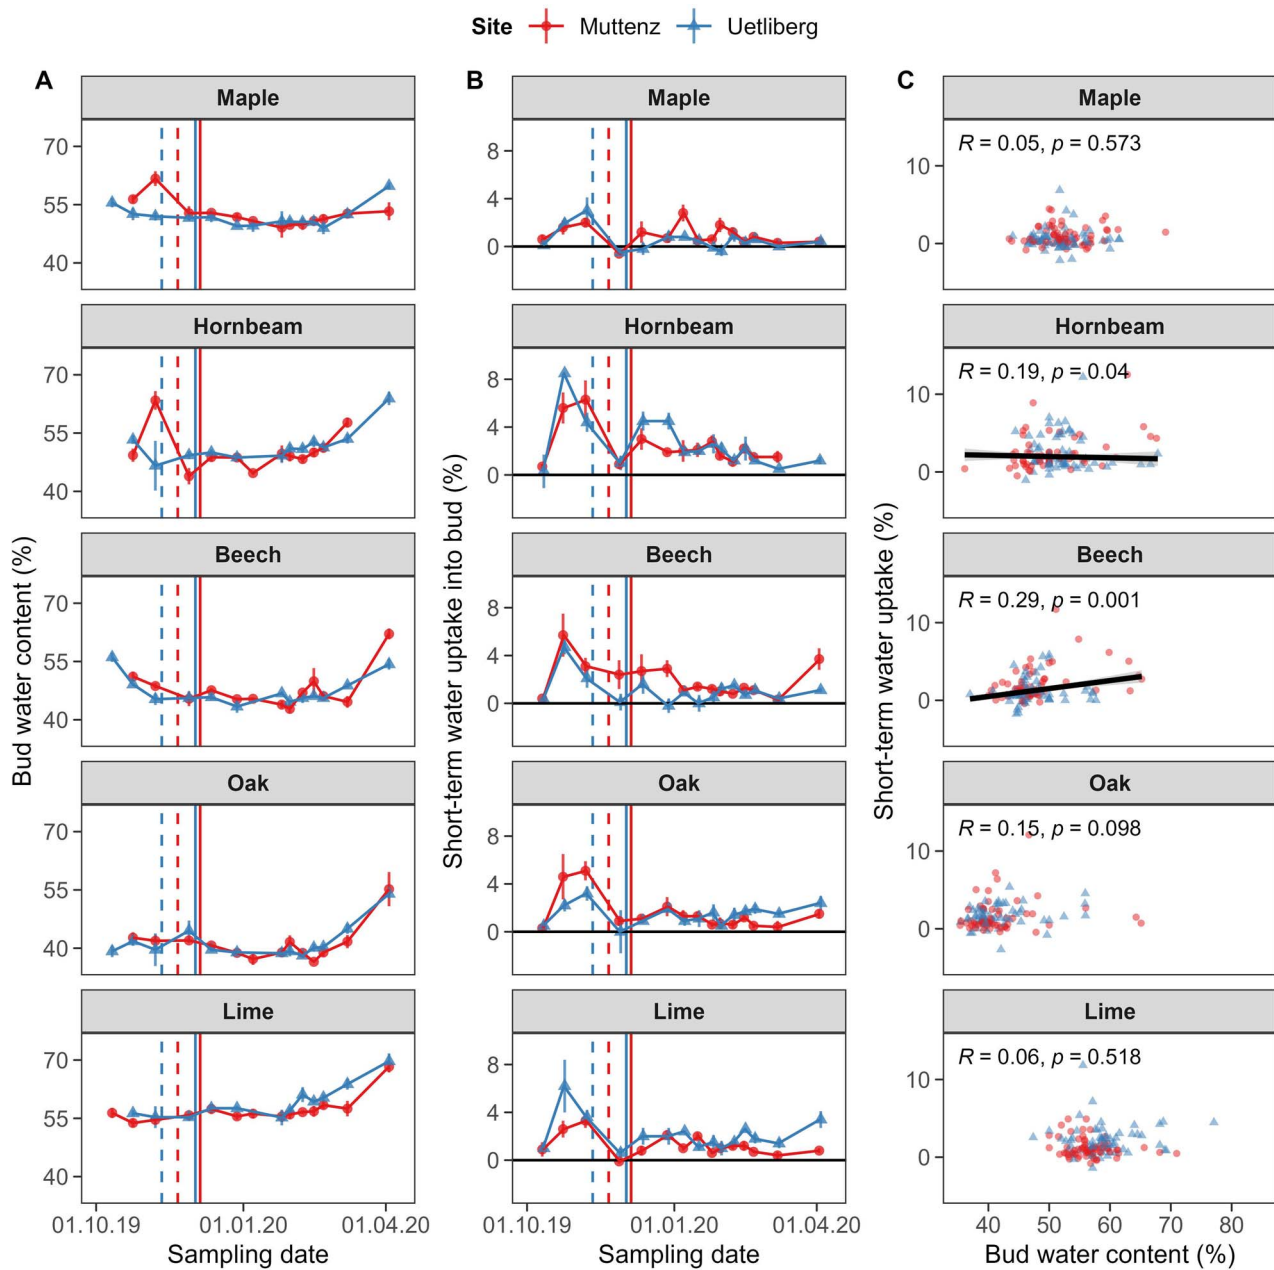 Site Muttenz Uetliberg
A
Bud water content (%)
Maple
70
55
40
Hornbeam
70
55
40
Beech
70
55
40
Oak
70
55
40
Lime
70
55
40
01.10.19 01.01.20 01.04.20
Sampling date
B
Short-term water uptake into bud (%)
Maple
8
4
0
Hornbeam
8
4
0
Beech
8
4
0
Oak
8
4
0
Lime
8
4
0
01.10.19 01.01.20 01.04.20
Sampling date
C
Short-term water uptake (%)
Maple
R = 0.05, p = 0.573
10
0
Hornbeam
R = 0.19, p = 0.04
10
0
Beech
R = 0.29, p = 0.001
10
0
Oak
R = 0.15, p = 0.098
10
0
Lime
R = 0.06, p = 0.518
10
0
40 50 60 70 80
Bud water content (%)